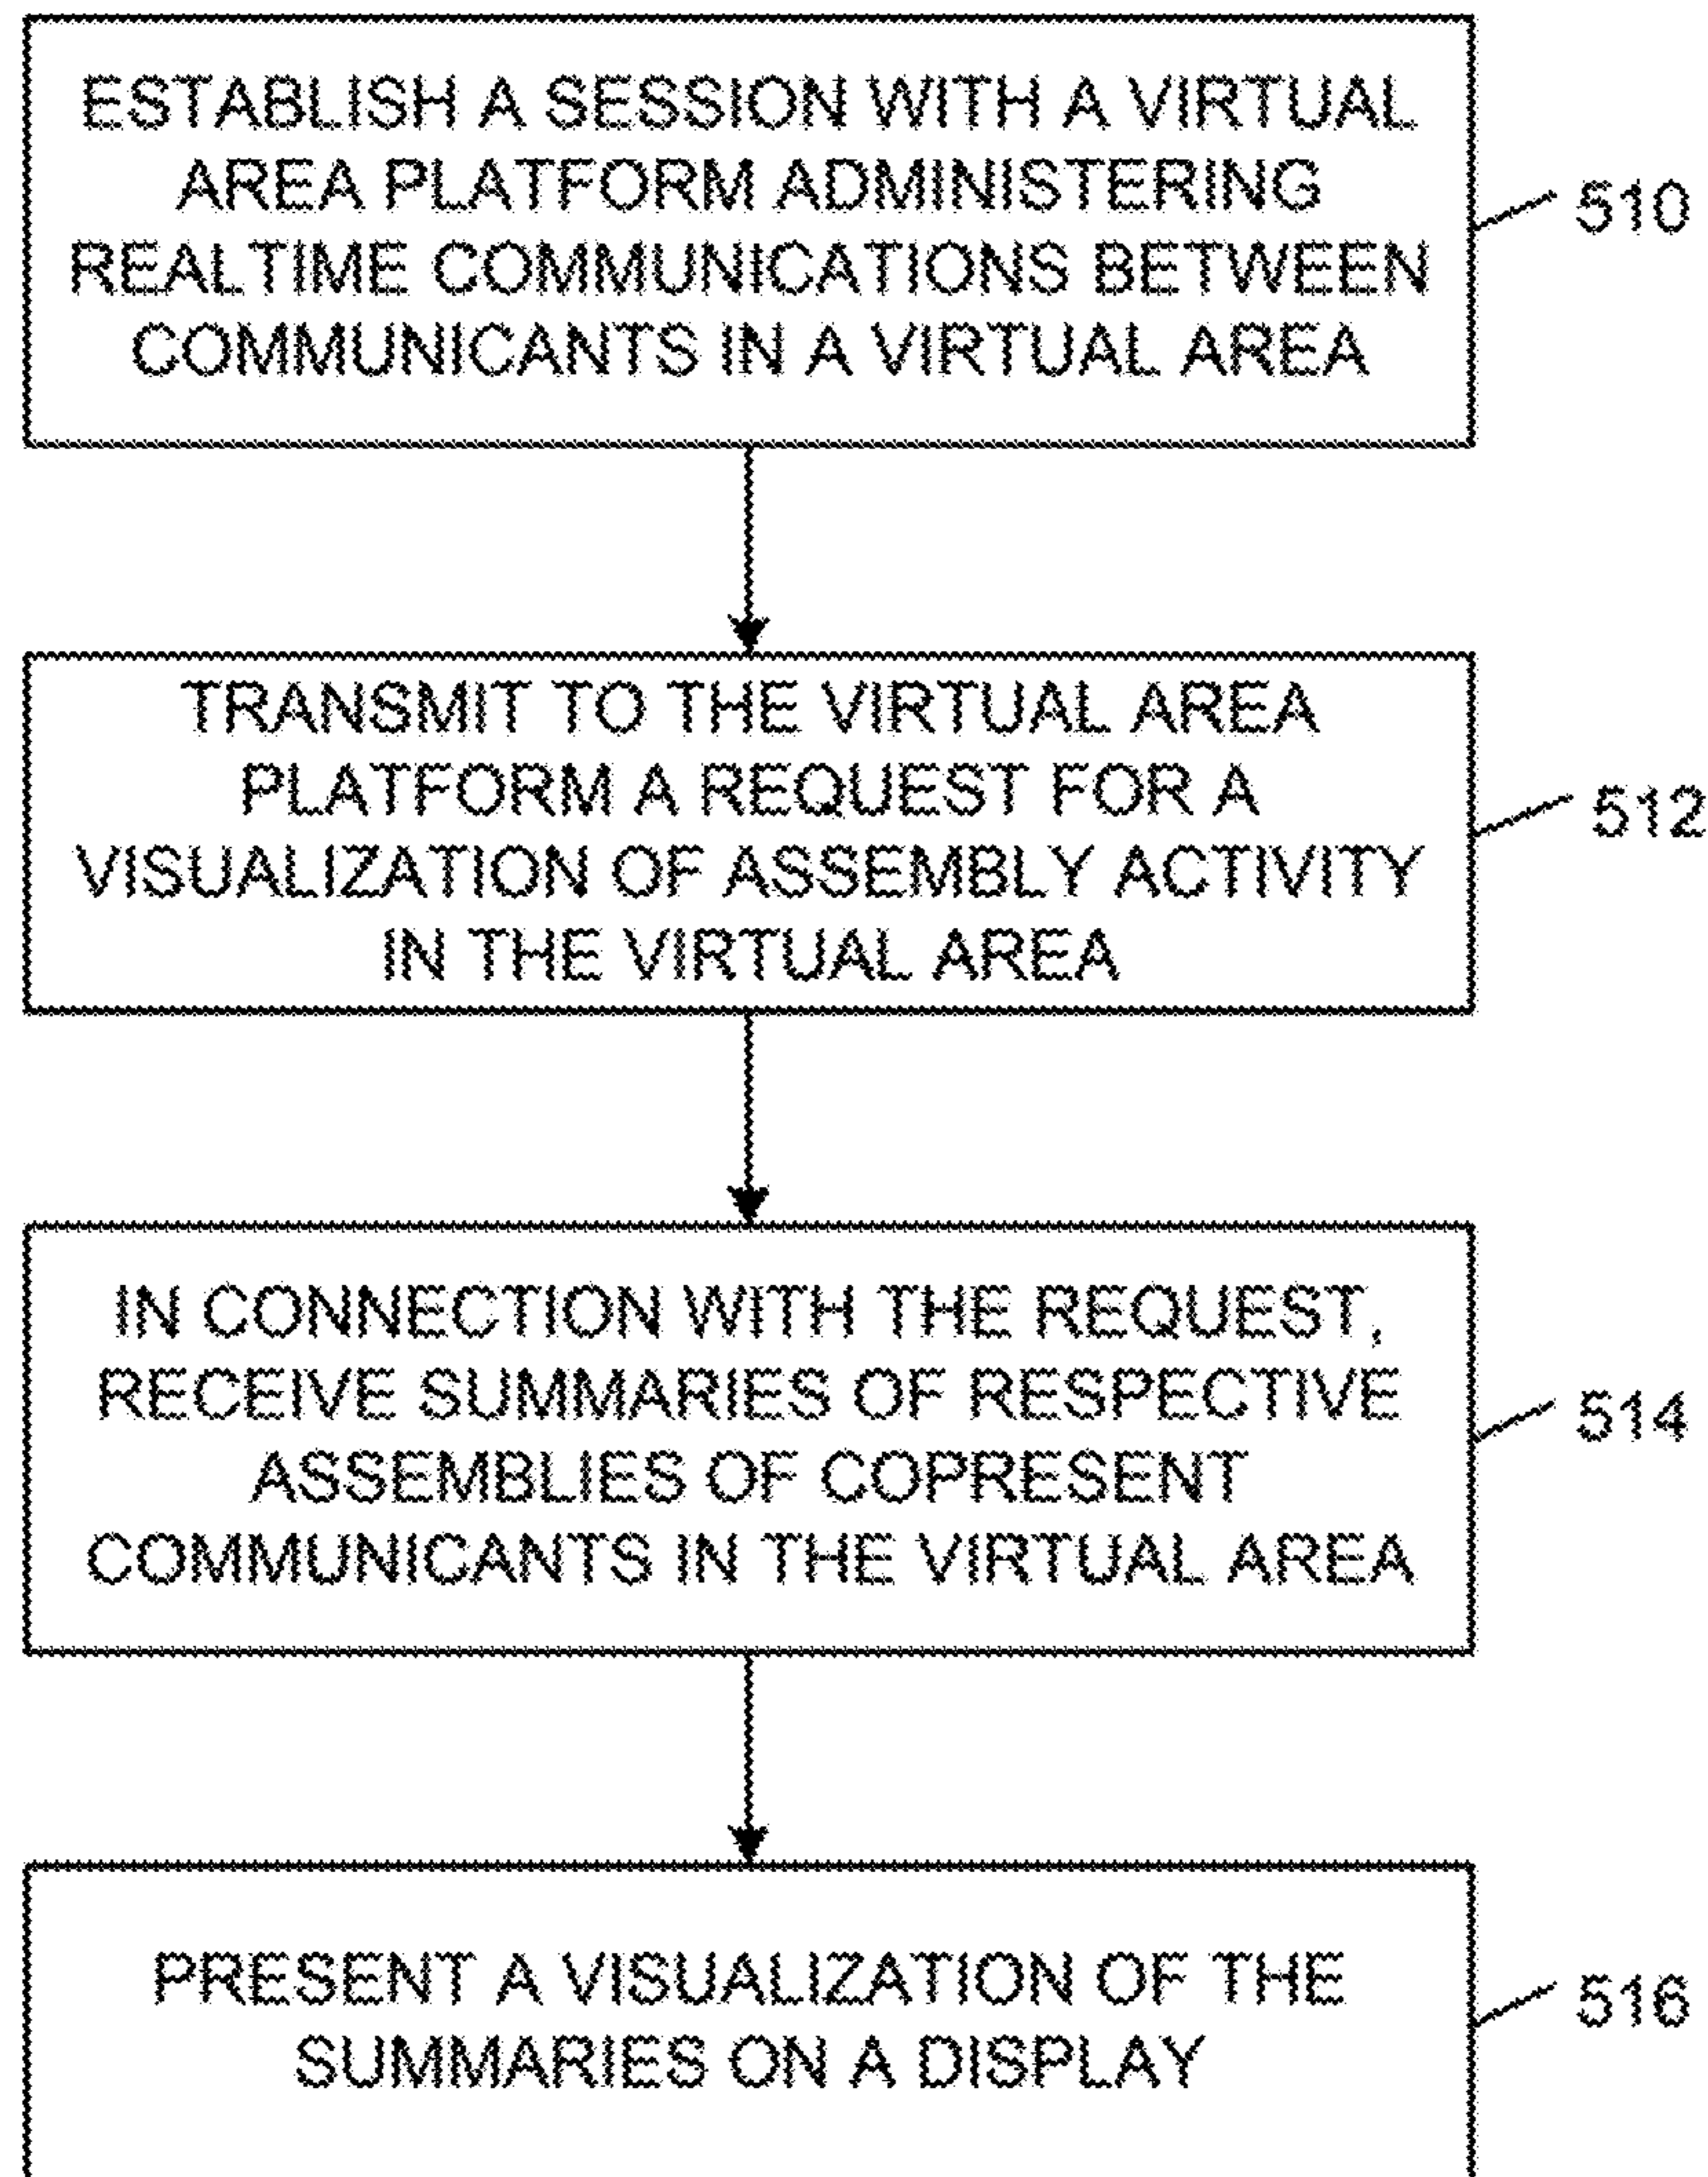 ESTABLISH A SESSION WITH A VIRTUAL
AREA PLATFORM ADMINISTERING
REALTIME COMMUNICATIONS BETWEEN
COMMUNICANTS IN A VIRTUAL AREA
510
TRANSMIT TO THE VIRTUAL AREA
PLATFORM A REQUEST FOR A
VISUALIZATION OF ASSEMBLY ACTIVITY
IN THE VIRTUAL AREA
512
IN CONNECTION WITH THE REQUEST,
RECEIVE SUMMARIES OF RESPECTIVE
ASSEMBLIES OF COPRESENT
COMMUNICANTS IN THE VIRTUAL AREA
514
PRESENT A VISUALIZATION OF THE
SUMMARIES ON A DISPLAY
516